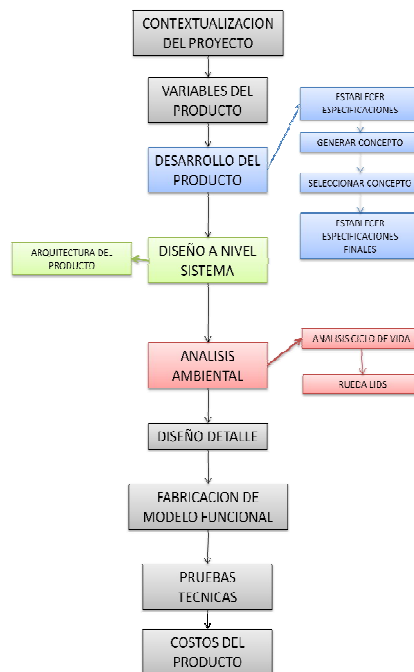 CONTEXTUALIZACION
DEL PROYECTO
VARIABLES DEL
PRODUCTO
DESARROLLO DEL
PRODUCTO
ESTABLECER
ESPECIFICACIONES
GENERAR CONCEPTO
SELECCIONAR CONCEPTO
ESTABLECER
ESPECIFICACIONES
FINALES
DISEÑO A NIVEL
SISTEMA
ARQUITECTURA DEL
PRODUCTO
ANALISIS
AMBIENTAL
ANALISIS CICLO DE VIDA
RUEDA LIDS
DISEÑO DETALLE
FABRICACION DE
MODELO FUNCIONAL
PRUEBAS
TECNICAS
COSTOS DEL
PRODUCTO